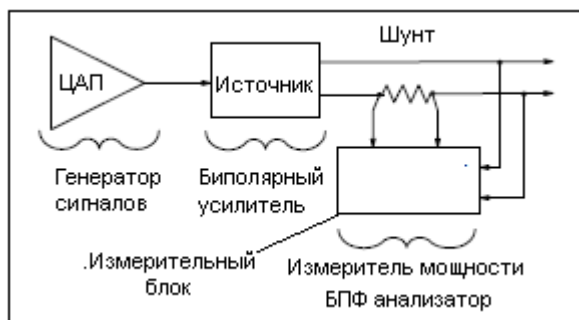 Шунт
ЦАП
Источник
Генератор
сигналов
Биполярный
усилитель
.Измерительный
блок
Измеритель мощности
БПФ анализатор